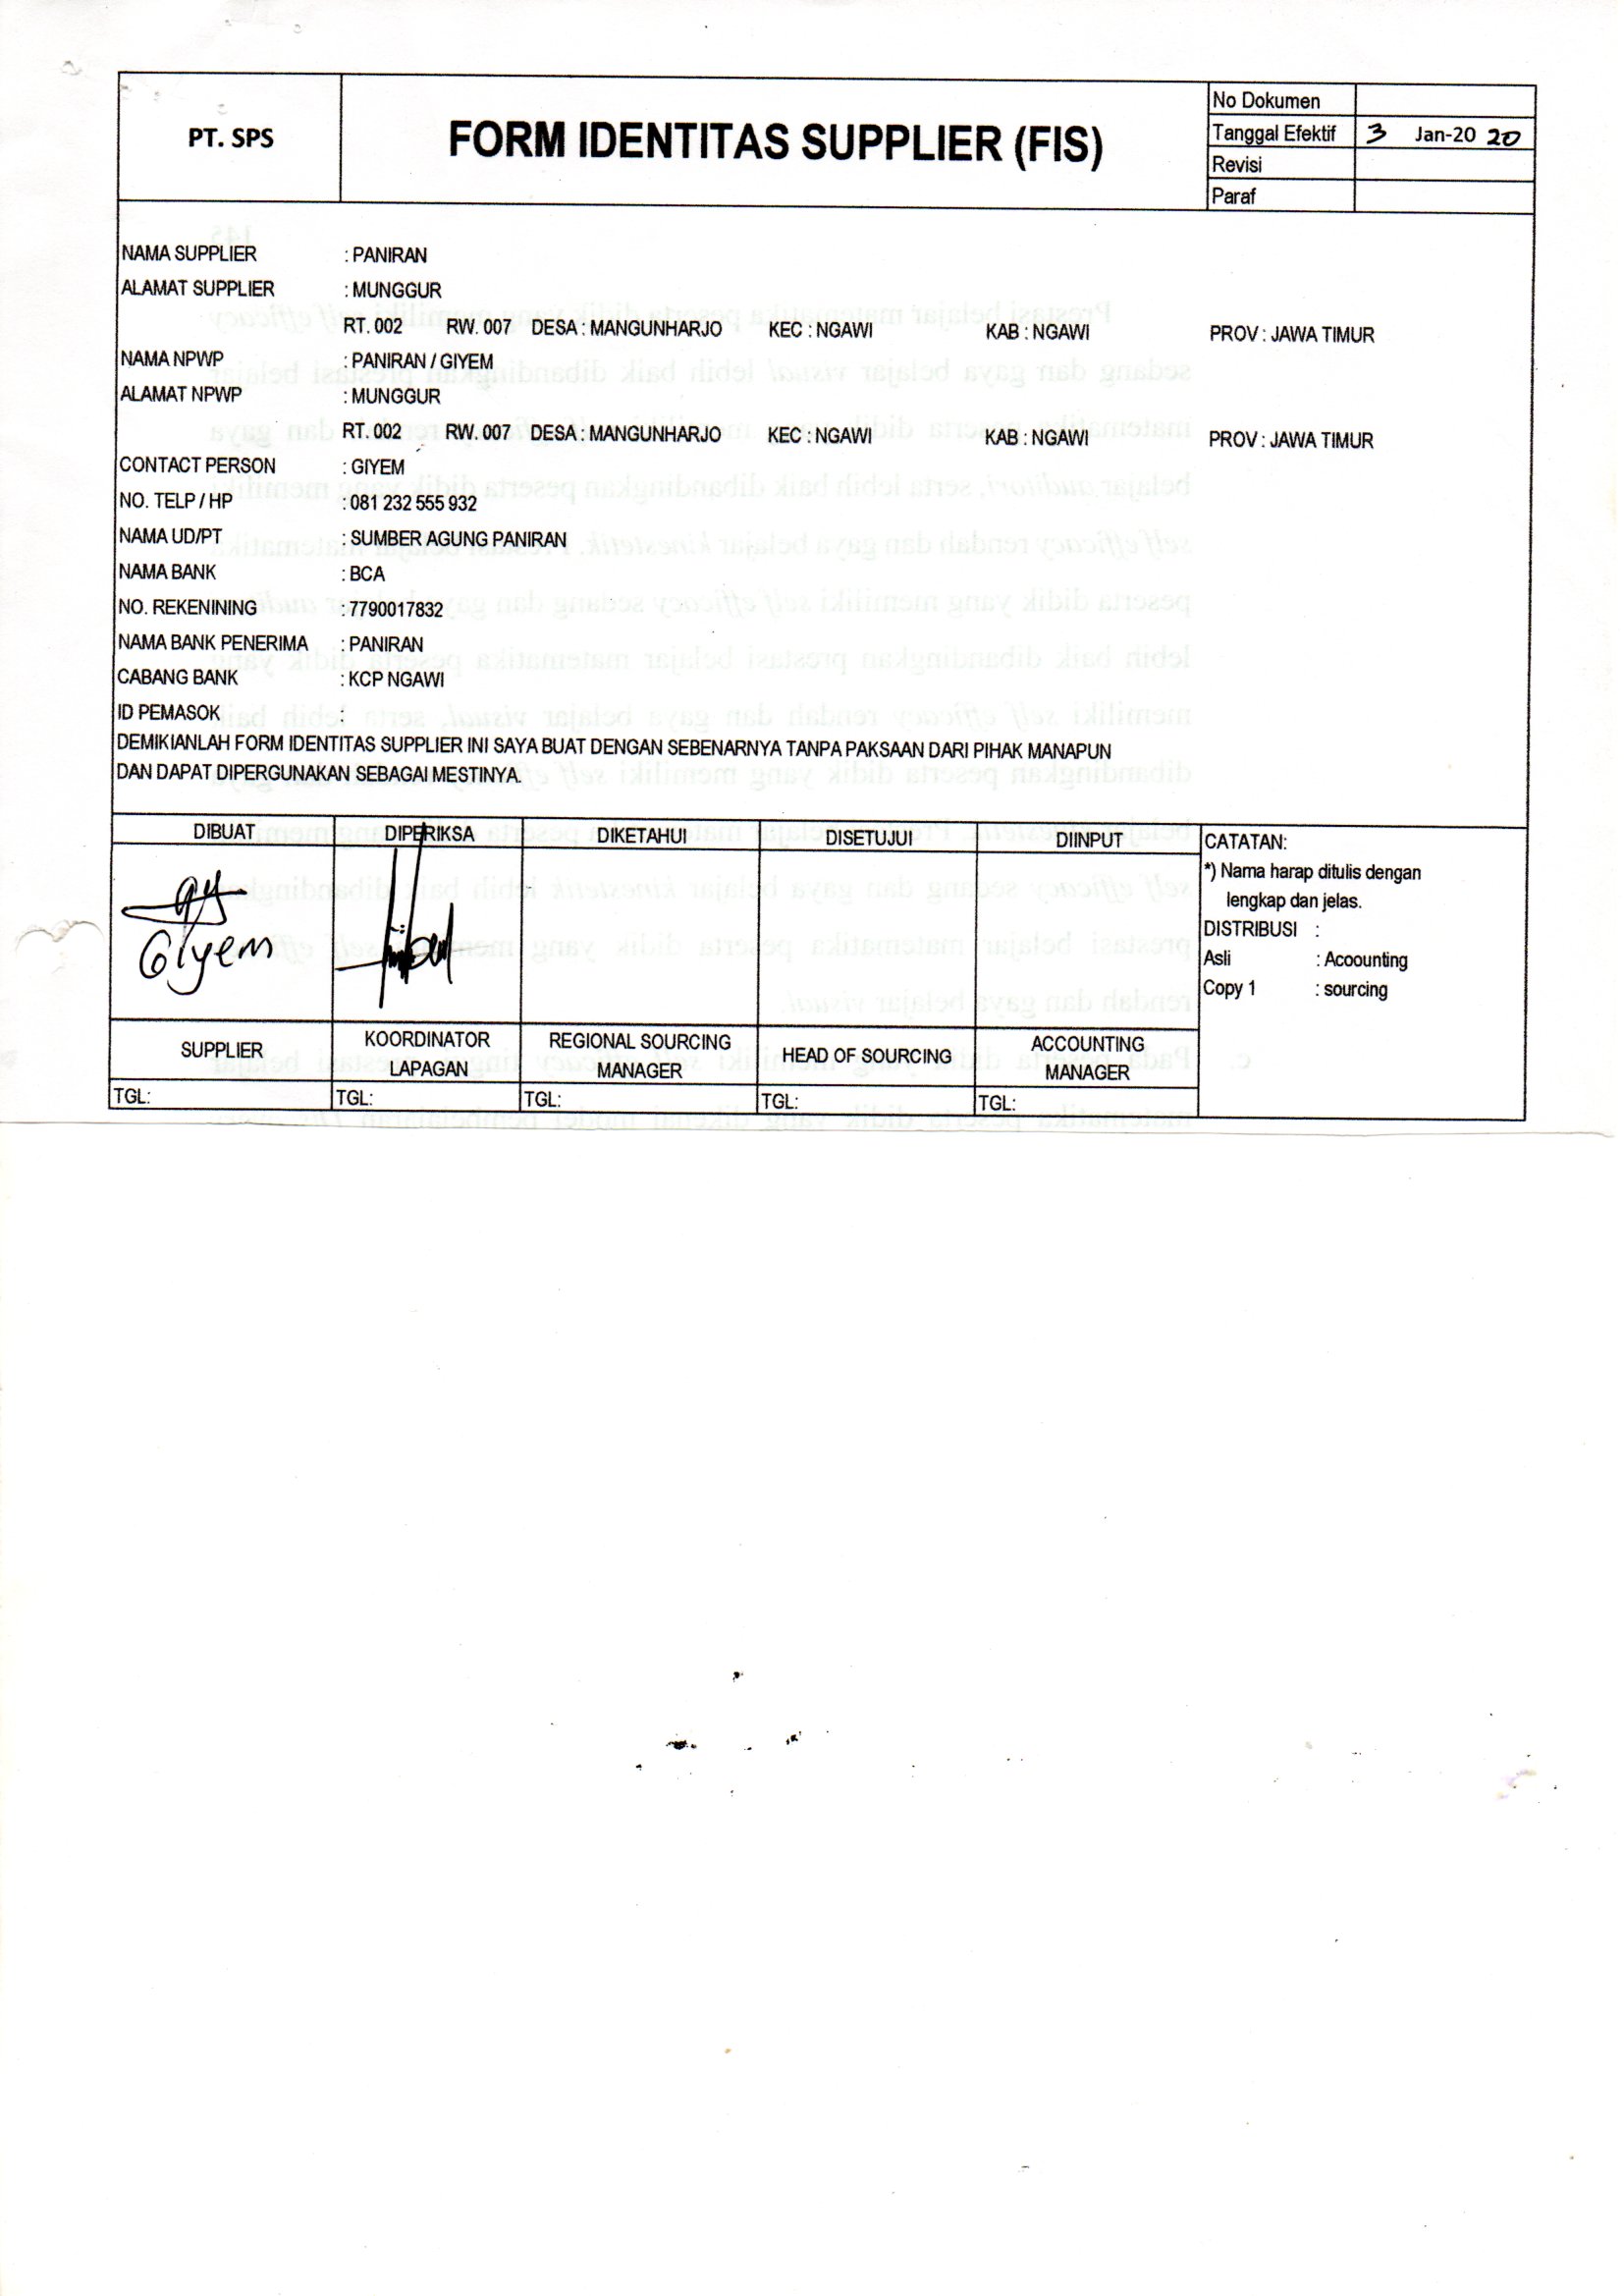 PT. SPS
FORM IDENTITAS SUPPLIER (FIS)
No Dokumen
Tanggal Efektif 3 Jan-20 20
Revisi
Paraf
NAMA SUPPLIER : PANIRAN
ALAMAT SUPPLIER : MUNGGUR
RT. 002 RW. 007 DESA : MANGUNHARJO KEC : NGAWI KAB : NGAWI PROV : JAWA TIMUR
NAMA NPWP : PANIRAN / GIYEM
ALAMAT NPWP : MUNGGUR
RT. 002 RW. 007 DESA : MANGUNHARJO KEC : NGAWI KAB : NGAWI PROV : JAWA TIMUR
CONTACT PERSON : GIYEM
NO. TELP / HP : 081 232 555 932
NAMA UD/PT : SUMBER AGUNG PANIRAN
NAMA BANK : BCA
NO. REKENINING : 7790017832
NAMA BANK PENERIMA : PANIRAN
CABANG BANK : KCP NGAWI
ID PEMASOK :
DEMIKIANLAH FORM IDENTITAS SUPPLIER INI SAYA BUAT DENGAN SEBENARNYA TANPA PAKSAAN DARI PIHAK MANAPUN
DAN DAPAT DIPERGUNAKAN SEBAGAI MESTINYA.
DIBUAT DIPERIKSA DIKETAHUI DISETUJUI DIINPUT
Giyem
SUPPLIER
KOORDINATOR
LAPAGAN
REGIONAL SOURCING
MANAGER
HEAD OF SOURCING
ACCOUNTING
MANAGER
TGL: TGL: TGL: TGL: TGL:
CATATAN:
*) Nama harap ditulis dengan
lengkap dan jelas.
DISTRIBUSI :
Asli : Acoounting
Copy 1 : sourcing